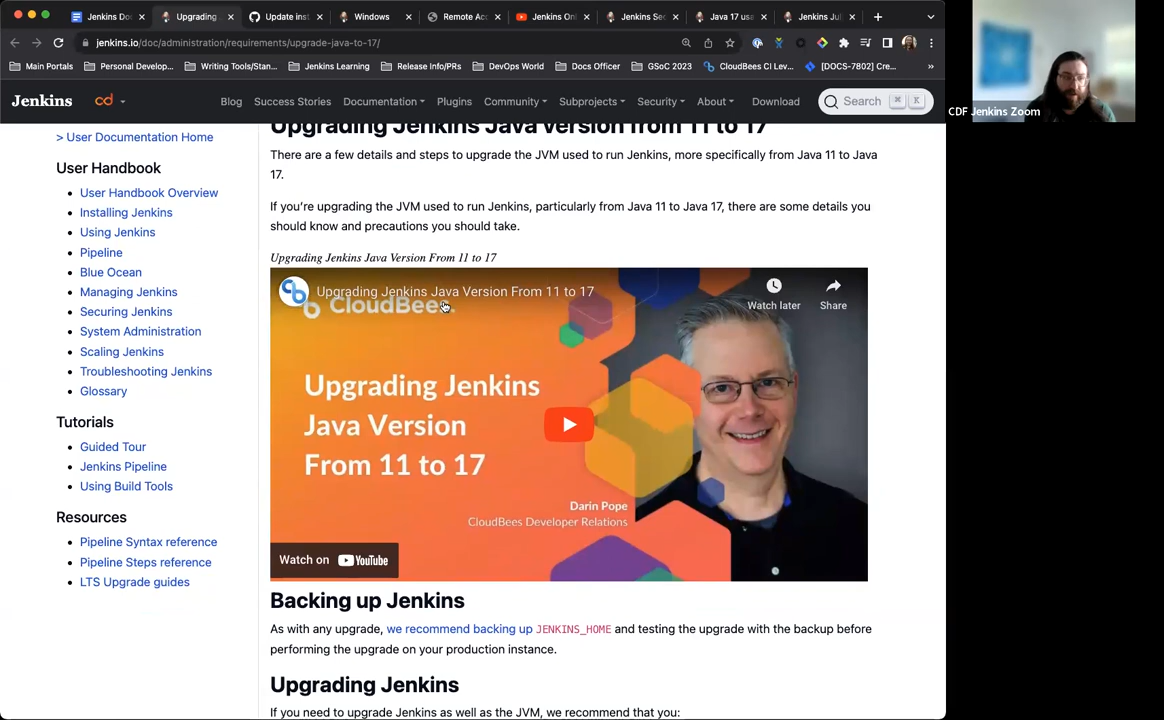 Jenkins Do
Upgrading
Update inst
Windows
Remote Acc
Jenkins On
Jenkins Sec
Java 17 usa
Jenkins Jul
jenkins.io/doc/administration/requirements/upgrade-java-to-17/
Main Portals
Personal Develop...
Writing Tools/Stan...
Jenkins Learning
Release Info/PRs
DevOps World
Docs Officer
GSoC 2023
CloudBees CI Lev...
[DOCS-7802] Cre...
»
Jenkins
cd
Blog
Success Stories
Documentation
Plugins
Community
Subprojects
Security
About
Download
Search
⌘
K
CDF Jenkins Zoom
> User Documentation Home
User Handbook
User Handbook Overview
Installing Jenkins
Using Jenkins
Pipeline
Blue Ocean
Managing Jenkins
Securing Jenkins
System Administration
Scaling Jenkins
Troubleshooting Jenkins
Glossary
Tutorials
Guided Tour
Jenkins Pipeline
Using Build Tools
Resources
Pipeline Syntax reference
Pipeline Steps reference
LTS Upgrade guides
Upgrading Jenkins Java version from 11 to 17
There are a few details and steps to upgrade the JVM used to run Jenkins, more specifically from Java 11 to Java
17.
If you're upgrading the JVM used to run Jenkins, particularly from Java 11 to Java 17, there are some details you
should know and precautions you should take.
Upgrading Jenkins Java Version From 11 to 17
Upgrading Jenkins Java Version From 11 to 17
CloudBees.
Watch later
Share
Upgrading Jenkins
Java Version
From 11 to 17
Darin Pope
CloudBees Developer Relations
Watch on YouTube
Backing up Jenkins
As with any upgrade, we recommend backing up JENKINS_HOME and testing the upgrade with the backup before
performing the upgrade on your production instance.
Upgrading Jenkins
If you need to upgrade Jenkins as well as the JVM, we recommend that you: